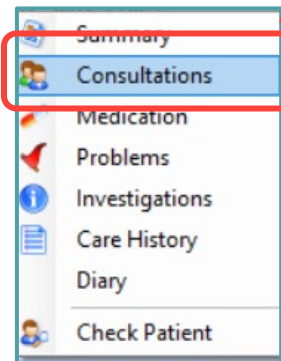 Summary
Consultations
Medication
Problems
Investigations
Care History
Diary
Check Patient